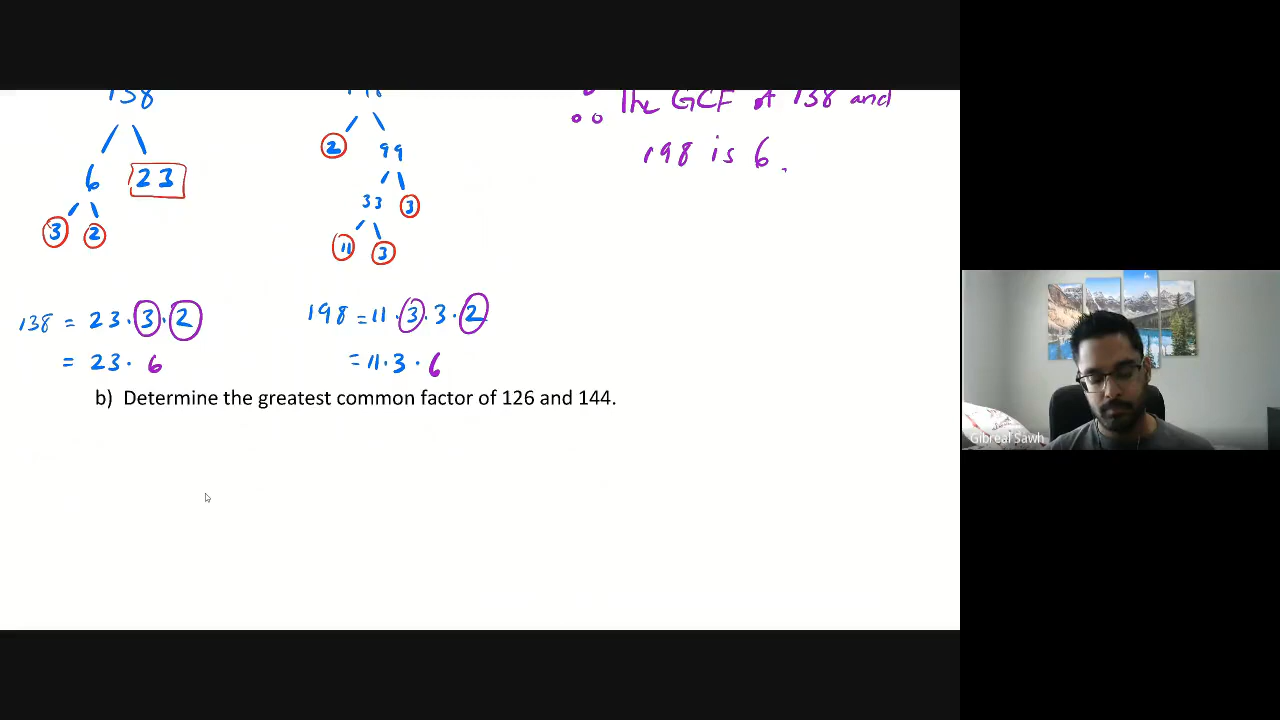 138
The GCF of 138 and
198 is 6.
2
99
6
23
33
3
3
2
11
3
138 = 23 · 3 · 2
= 23 · 6
198 = 11 · 3 · 3 · 2
= 11 · 3 · 6
b) Determine the greatest common factor of 126 and 144.
Gibreal Sawh